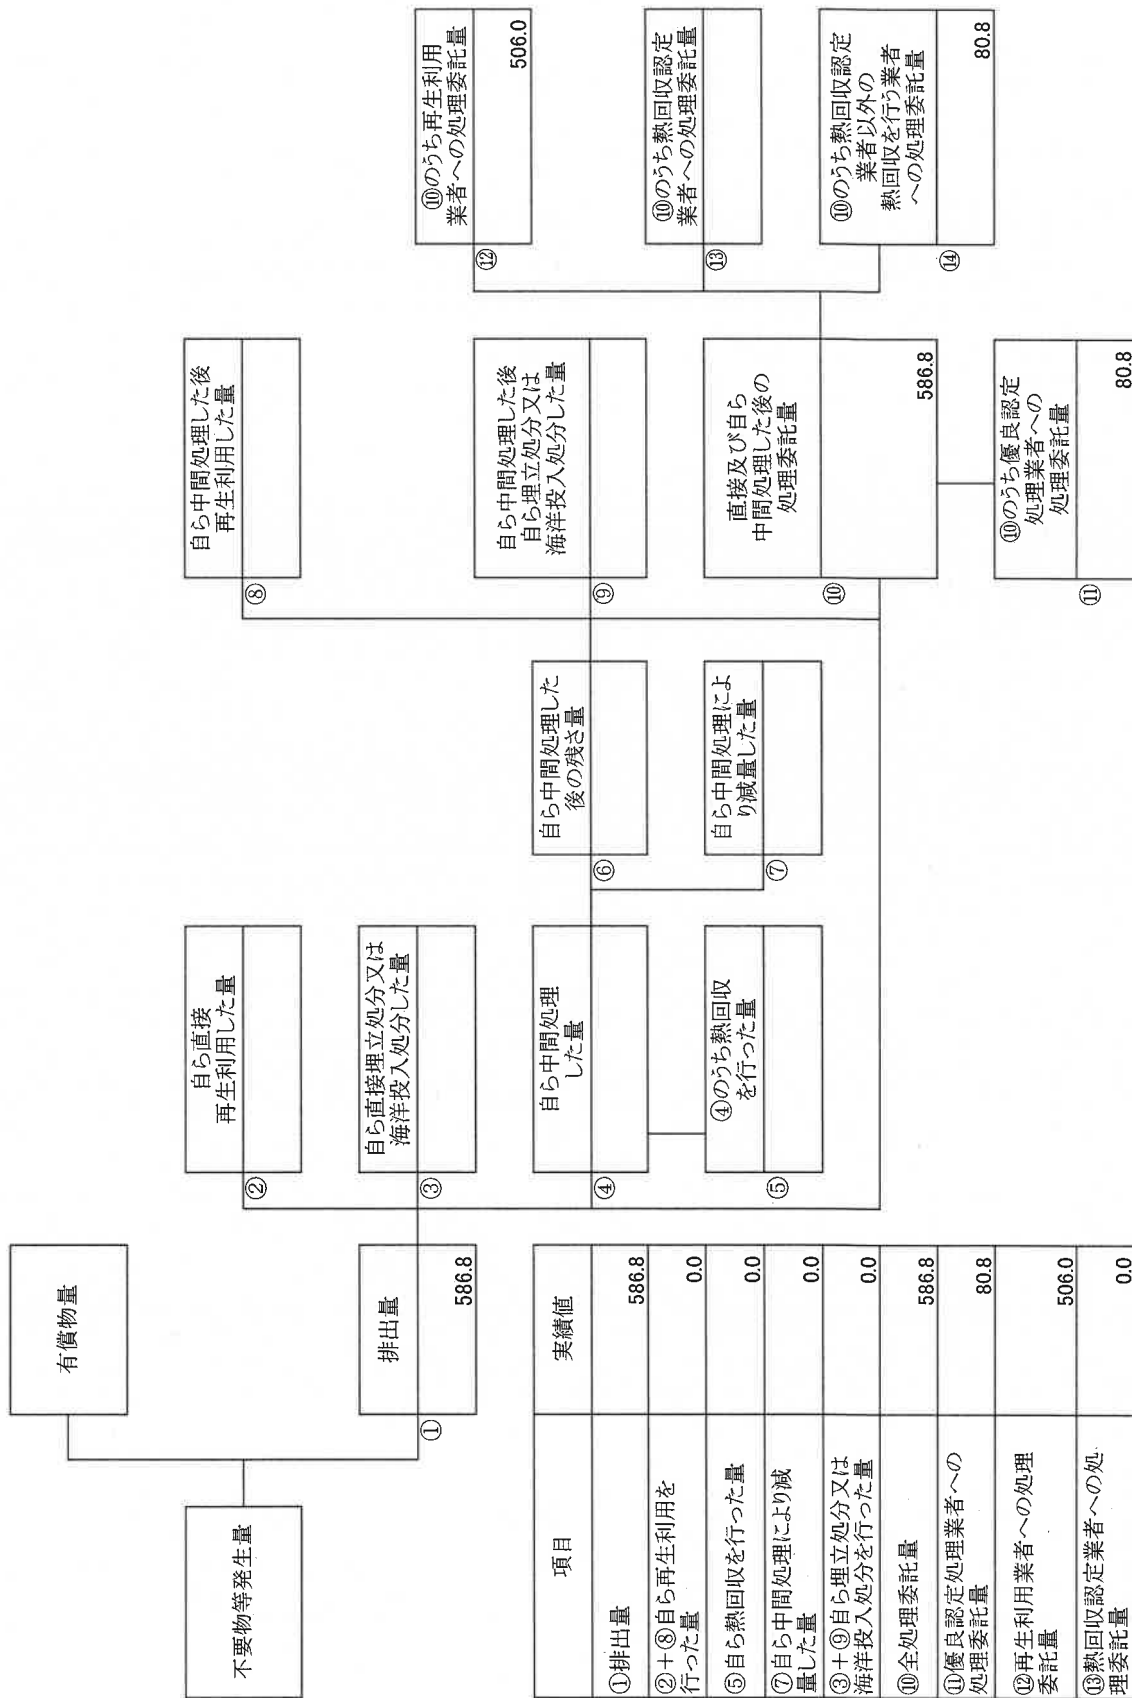 不要物等発生量
有償物量
排出量
①
586.8
自ら直接
再生利用した量
②
自ら直接埋立処分又は
海洋投入処分した量
③
自ら中間処理
した量
④
④のうち熱回収
を行った量
⑤
自ら中間処理した
後の残さ量
⑥
自ら中間処理によ
り減量した量
⑦
自ら中間処理した後
再生利用した量
⑧
自ら中間処理した後
自ら埋立処分又は
海洋投入処分した量
⑨
直接及び自ら
中間処理した後の
処理委託量
⑩
586.8
⑩のうち優良認定
処理業者への
処理委託量
⑪
80.8
⑩のうち再生利用
業者への処理委託量
⑫
506.0
⑩のうち熱回収認定
業者への処理委託量
⑬
⑩のうち熱回収認定
業者以外の
熱回収を行う業者
への処理委託量
⑭
80.8
項目 実績値
①排出量 586.8
②+⑧自ら再生利用を
行った量 0.0
⑤自ら熱回収を行った量 0.0
⑦自ら中間処理により減
量した量 0.0
③+⑨自ら埋立処分又は
海洋投入処分を行った量 0.0
⑩全処理委託量 586.8
⑪優良認定処理業者への
処理委託量 80.8
⑫再生利用業者への処理
委託量 506.0
⑬熱回収認定業者への処
理委託量 0.0